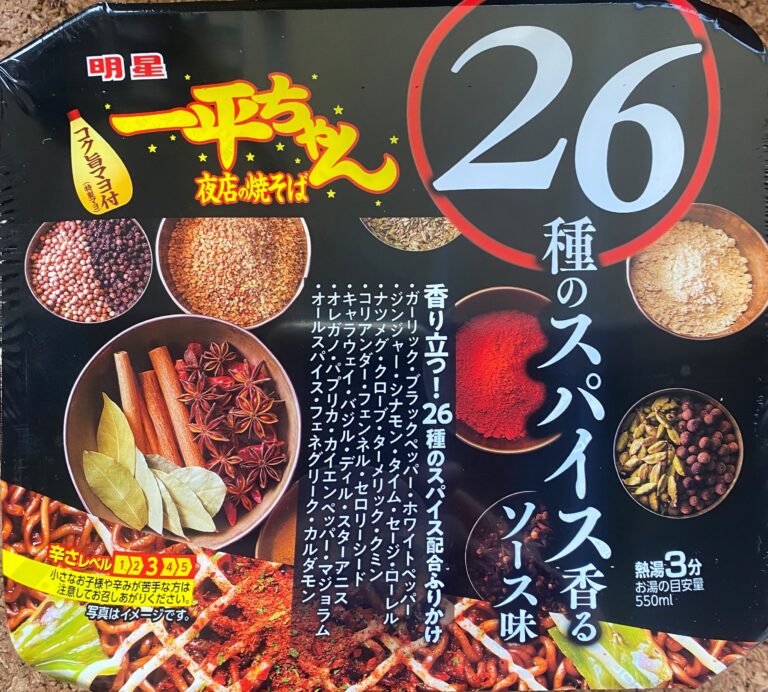 明星
一平ちゃん
夜店の焼そば
コク旨マヨ付
(特製マヨ)
26
種のスパイス香る
ソース味
香り立つ！26種のスパイス配合ふりかけ
・ガーリック・ブラックペッパー・ホワイトペッパー
・ジンジャー・シナモン・タイム・セージ・ローレル
・ナツメグ・クローブ・ターメリック・クミン
・コリアンダー・フェンネル・セロリーシード
・キャラウェイ・バジル・ディル・スターアニス
・オレガノ・パプリカ・カイエンペッパー・マジョラム
・オールスパイス・フェネグリーク・カルダモン
辛さレベル 1 2 3 4 5
小さなお子様や辛みが苦手な方は
注意してお召しあがりください。
写真はイメージです。
熱湯3分
お湯の目安量
550ml